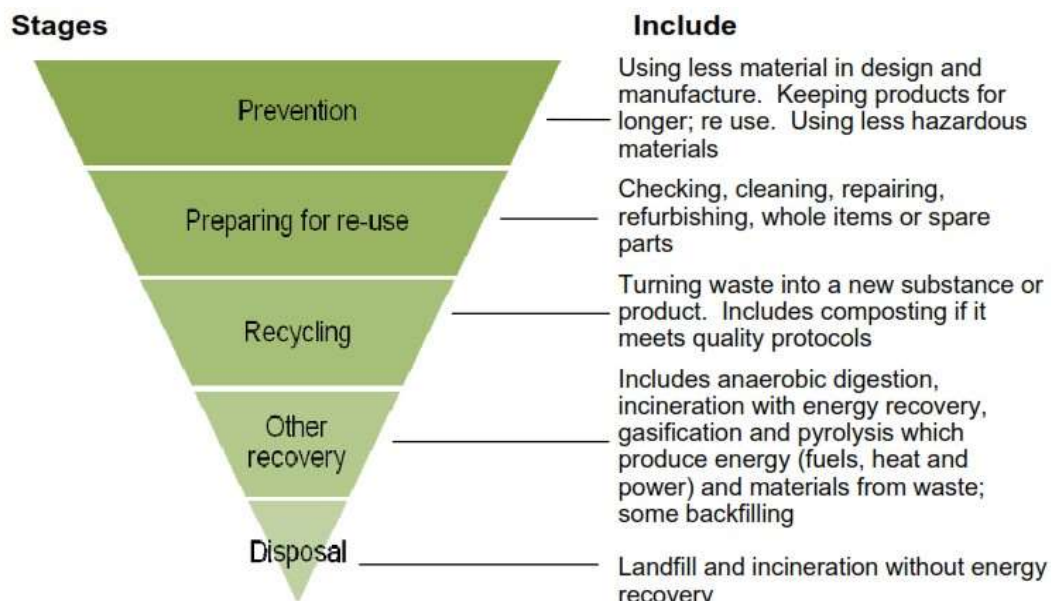 Stages
Include
Prevention
Using less material in design and
manufacture. Keeping products for
longer; re use. Using less hazardous
materials
Preparing for re-use
Checking, cleaning, repairing,
refurbishing, whole items or spare
parts
Recycling
Turning waste into a new substance or
product. Includes composting if it
meets quality protocols
Other
recovery
Includes anaerobic digestion,
incineration with energy recovery,
gasification and pyrolysis which
produce energy (fuels, heat and
power) and materials from waste;
some backfilling
Disposal
Landfill and incineration without energy
recovery